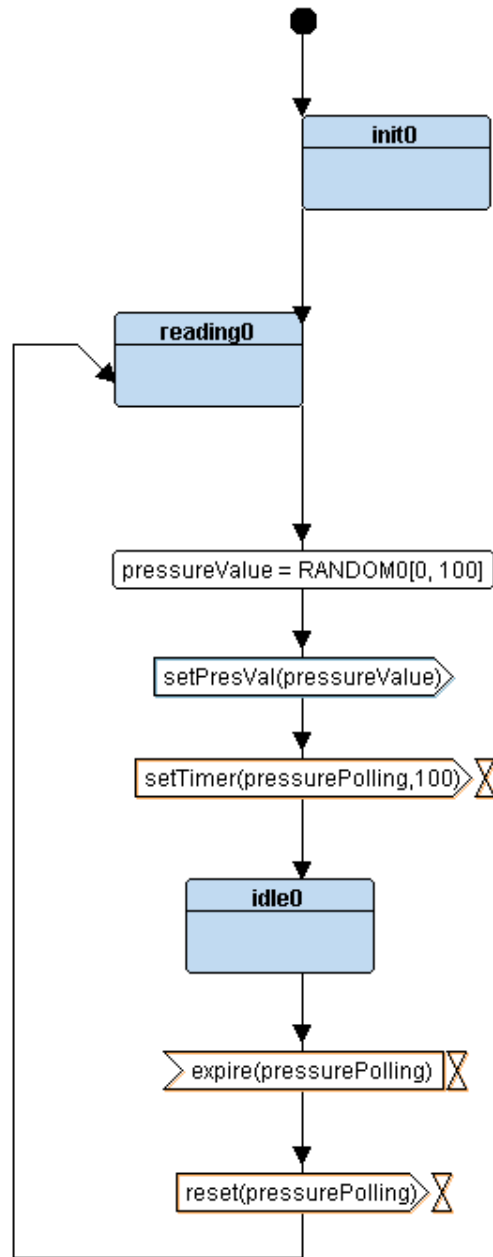 init0
reading0
pressureValue = RANDOM0[0, 100]
setPresVal(pressureValue)
setTimer(pressurePolling,100)
idle0
expire(pressurePolling)
reset(pressurePolling)